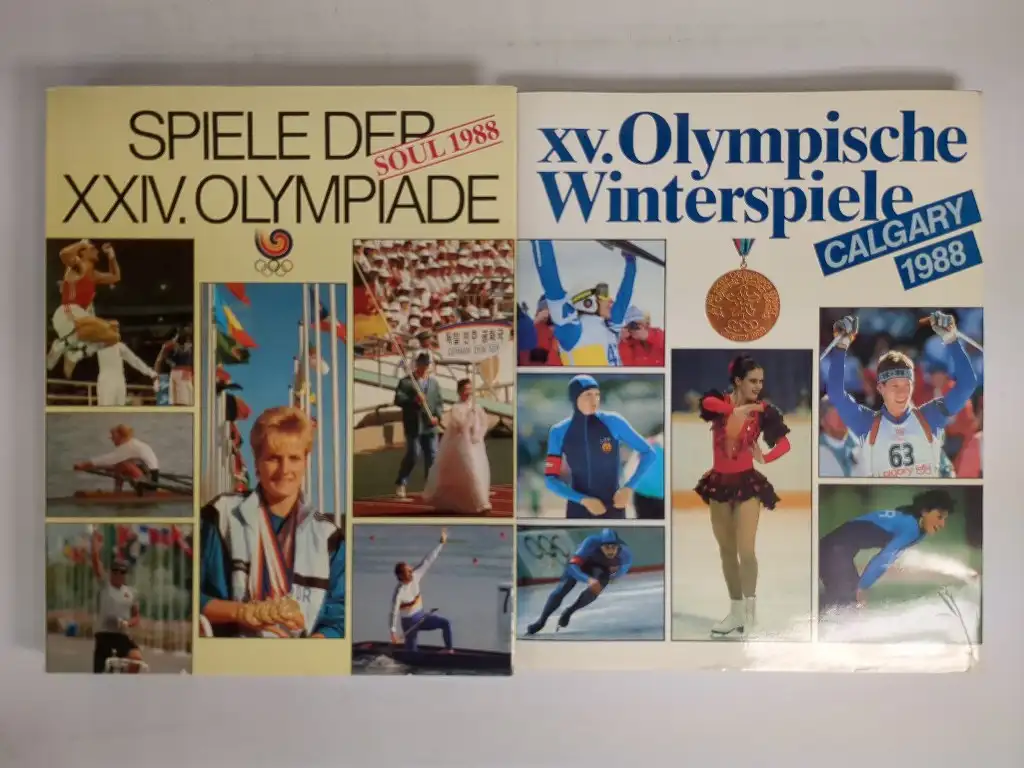 SPIELE DER
SOUL 1988
XXIV. OLYMPIADE
xv. Olympische
Winterspiele
CALGARY
1988
63